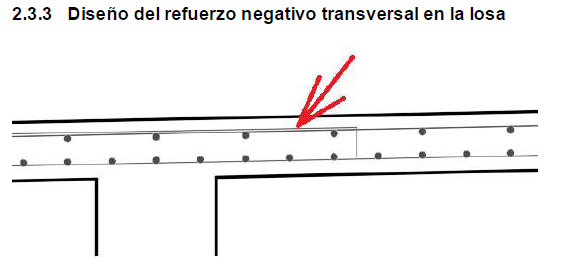 2.3.3 Diseño del refuerzo negativo transversal en la losa